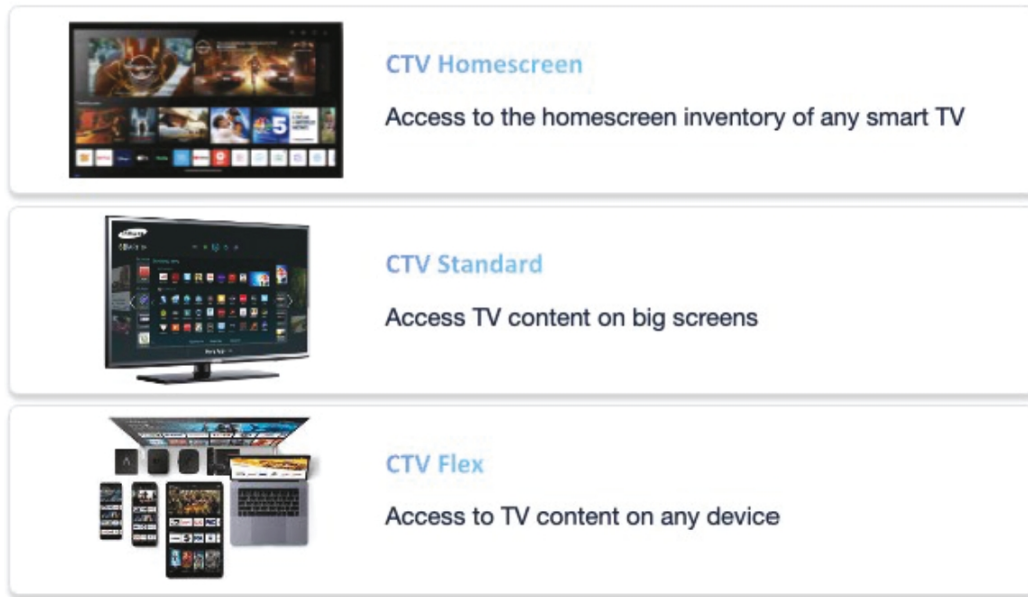 CTV Homescreen
Access to the homescreen inventory of any smart TV
CTV Standard
Access TV content on big screens
CTV Flex
Access to TV content on any device